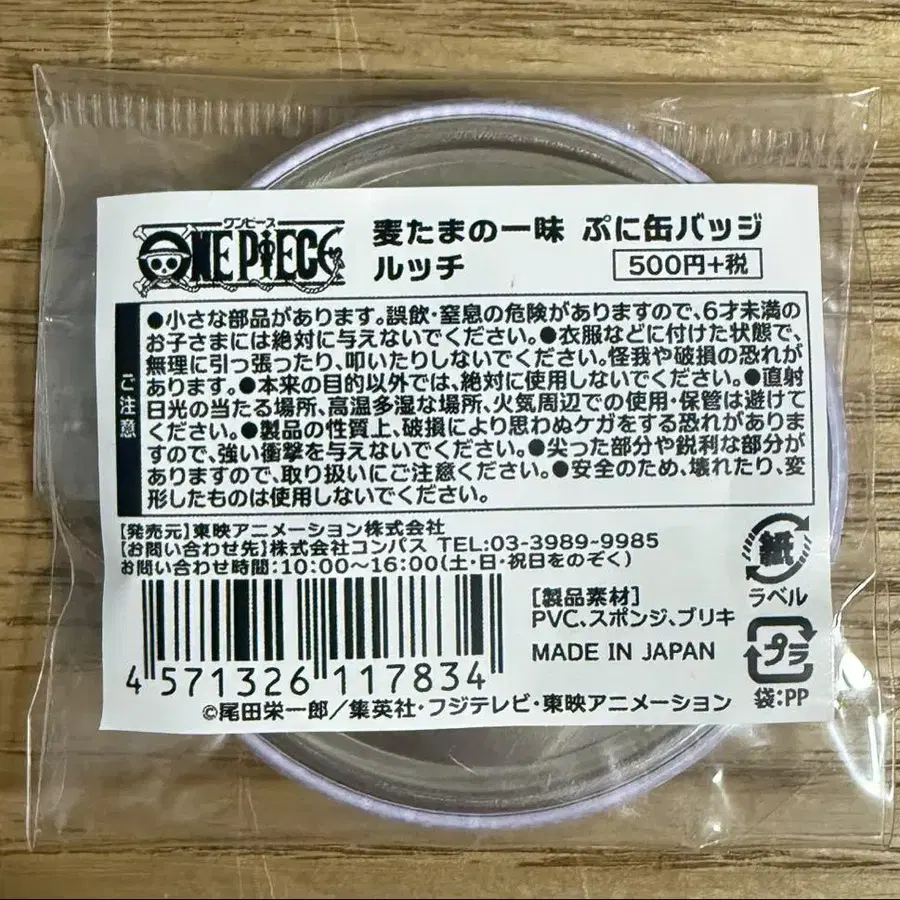 ワンピース
ONE PIECE
麦たまの一味 ぷに缶バッジ
ルッチ
500円+税
ご注意
●小さな部品があります。誤飲・窒息の危険がありますので、6才未満の
お子さまには絶対に与えないでください。●衣服などに付けた状態で、
無理に引っ張ったり、叩いたりしないでください。怪我や破損の恐れが
あります。●本来の目的以外では、絶対に使用しないでください。●直射
日光の当たる場所、高温多湿な場所、火気周辺での使用・保管は避けて
ください。●製品の性質上、破損により思わぬケガをする恐れがありま
すので、強い衝撃を与えないでください。●尖った部分や鋭利な部分が
ありますので、取り扱いにご注意ください。●安全のため、壊れたり、変
形したものは使用しないでください。
【発売元】東映アニメーション株式会社
【お問い合わせ先】株式会社コンパス TEL:03-3989-9985
お問い合わせ時間:10:00〜16:00(土・日・祝日をのぞく)
紙
ラベル
[製品素材]
PVC、スポンジ、ブリキ
MADE IN JAPAN
プラ
袋:PP
4 571326 117834
©尾田栄一郎/集英社・フジテレビ・東映アニメーション